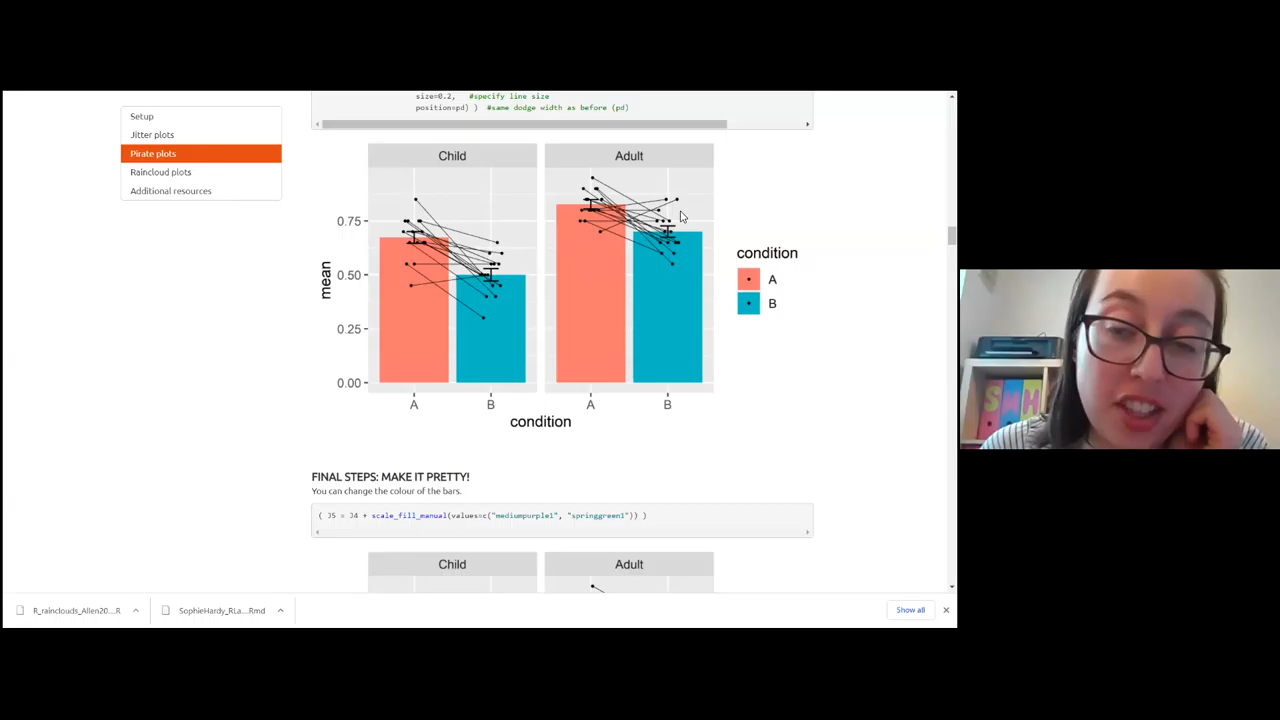 size=0.2, #specify line size
position=pd) ) #same dodge width as before (pd)
Setup
Jitter plots
Pirate plots
Raincloud plots
Additional resources
Child
Adult
0.75
0.50
0.25
0.00
mean
A
B
A
B
condition
condition
A
B
FINAL STEPS: MAKE IT PRETTY!
You can change the colour of the bars.
( J5 = J4 + scale_fill_manual(values=c("mediumpurple1", "springgreen1")) )
Child
Adult
R_rainclouds_Allen20....R
SophieHardy_RLa....Rmd
Show all
SMH